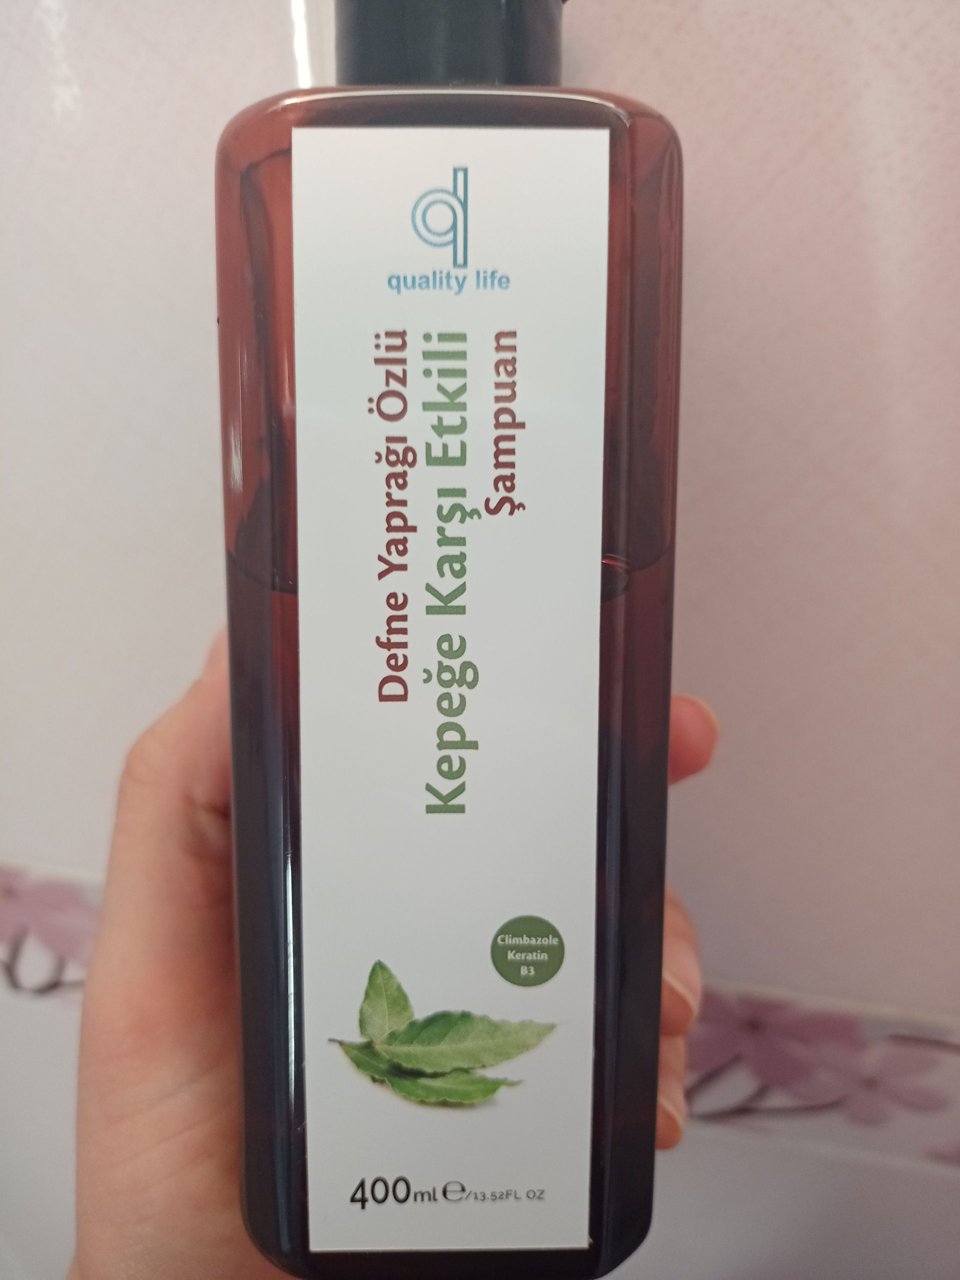 quality life
Defne Yaprağı Özlü
Kepeğe Karşı Etkili
Şampuan
Climbazole
Keratin
B3
400ml ℮/13.52FL OZ